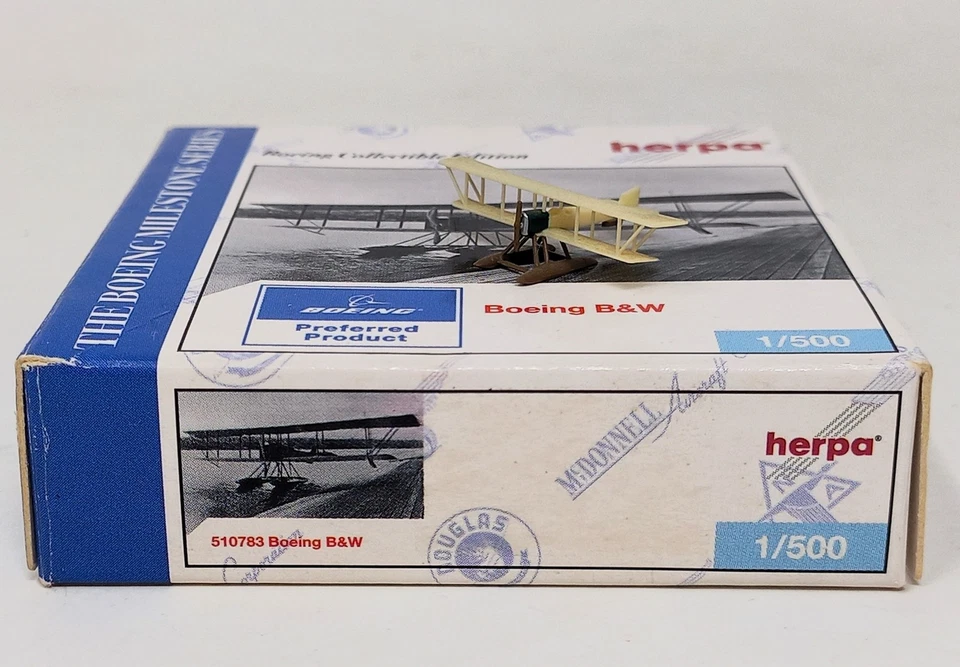 THE BOEING MILESTONE SERIES
Boeing Collectible Edition
herpa
BOEING
Preferred
Product
Boeing B&W
1/500
McDONNELL Aircraft
herpa®
N A
510783 Boeing B&W
Corporation
DOUGLAS
1/500